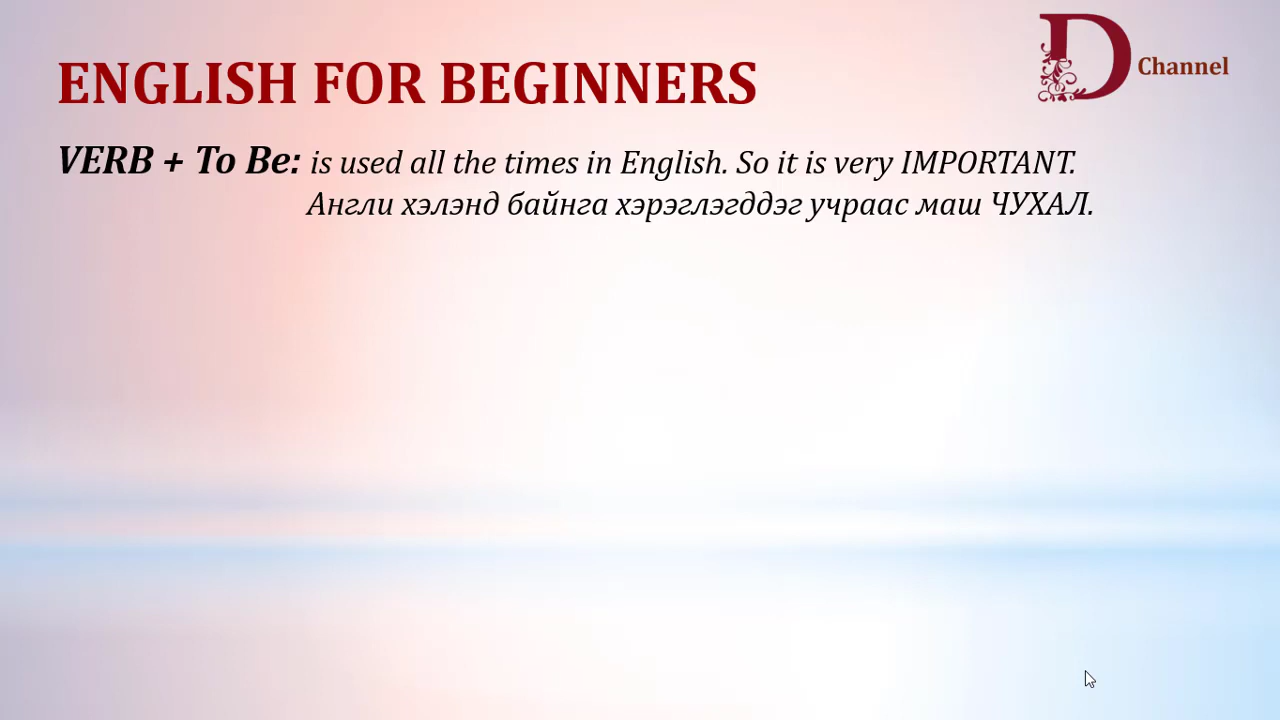 D Channel
ENGLISH FOR BEGINNERS
VERB + To Be: is used all the times in English. So it is very IMPORTANT.
Англи хэлэнд байнга хэрэглэгддэг учраас маш ЧУХАЛ.